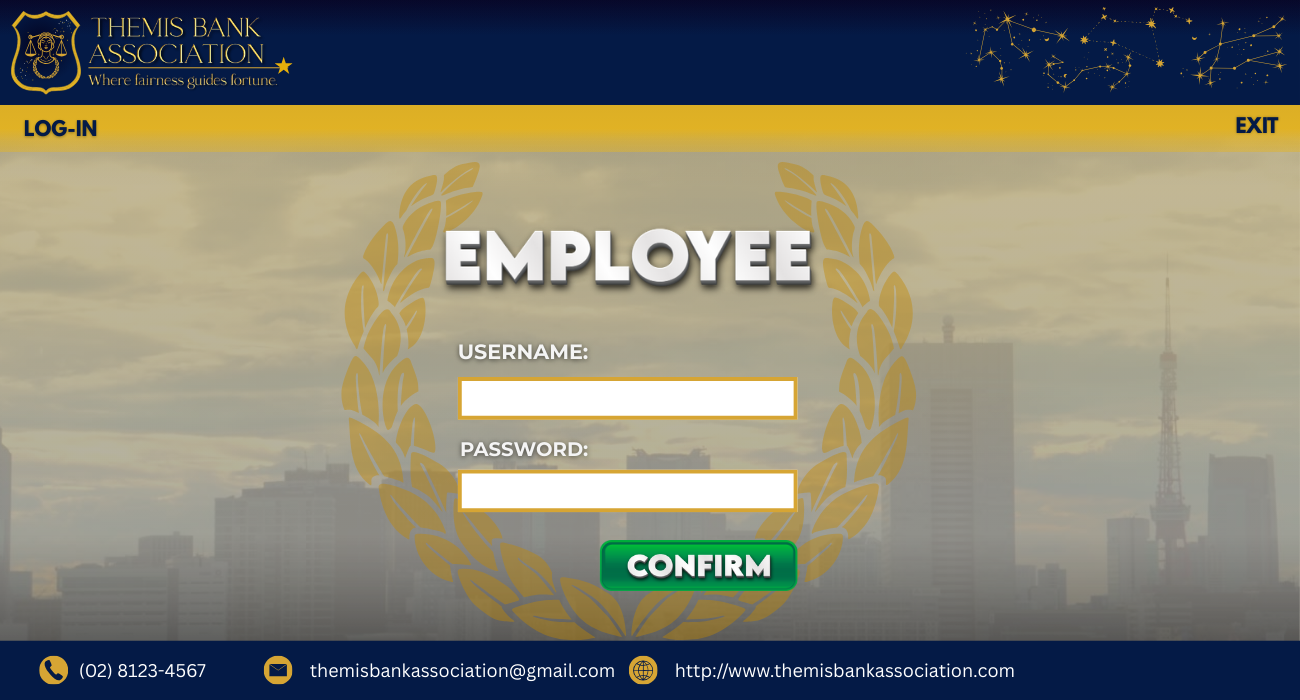 THEMIS BANK
ASSOCIATION
Where fairness guides fortune.
LOG-IN
EXIT
EMPLOYEE
USERNAME:
PASSWORD:
CONFIRM
(02) 8123-4567
themisbankassociation@gmail.com
http://www.themisbankassociation.com